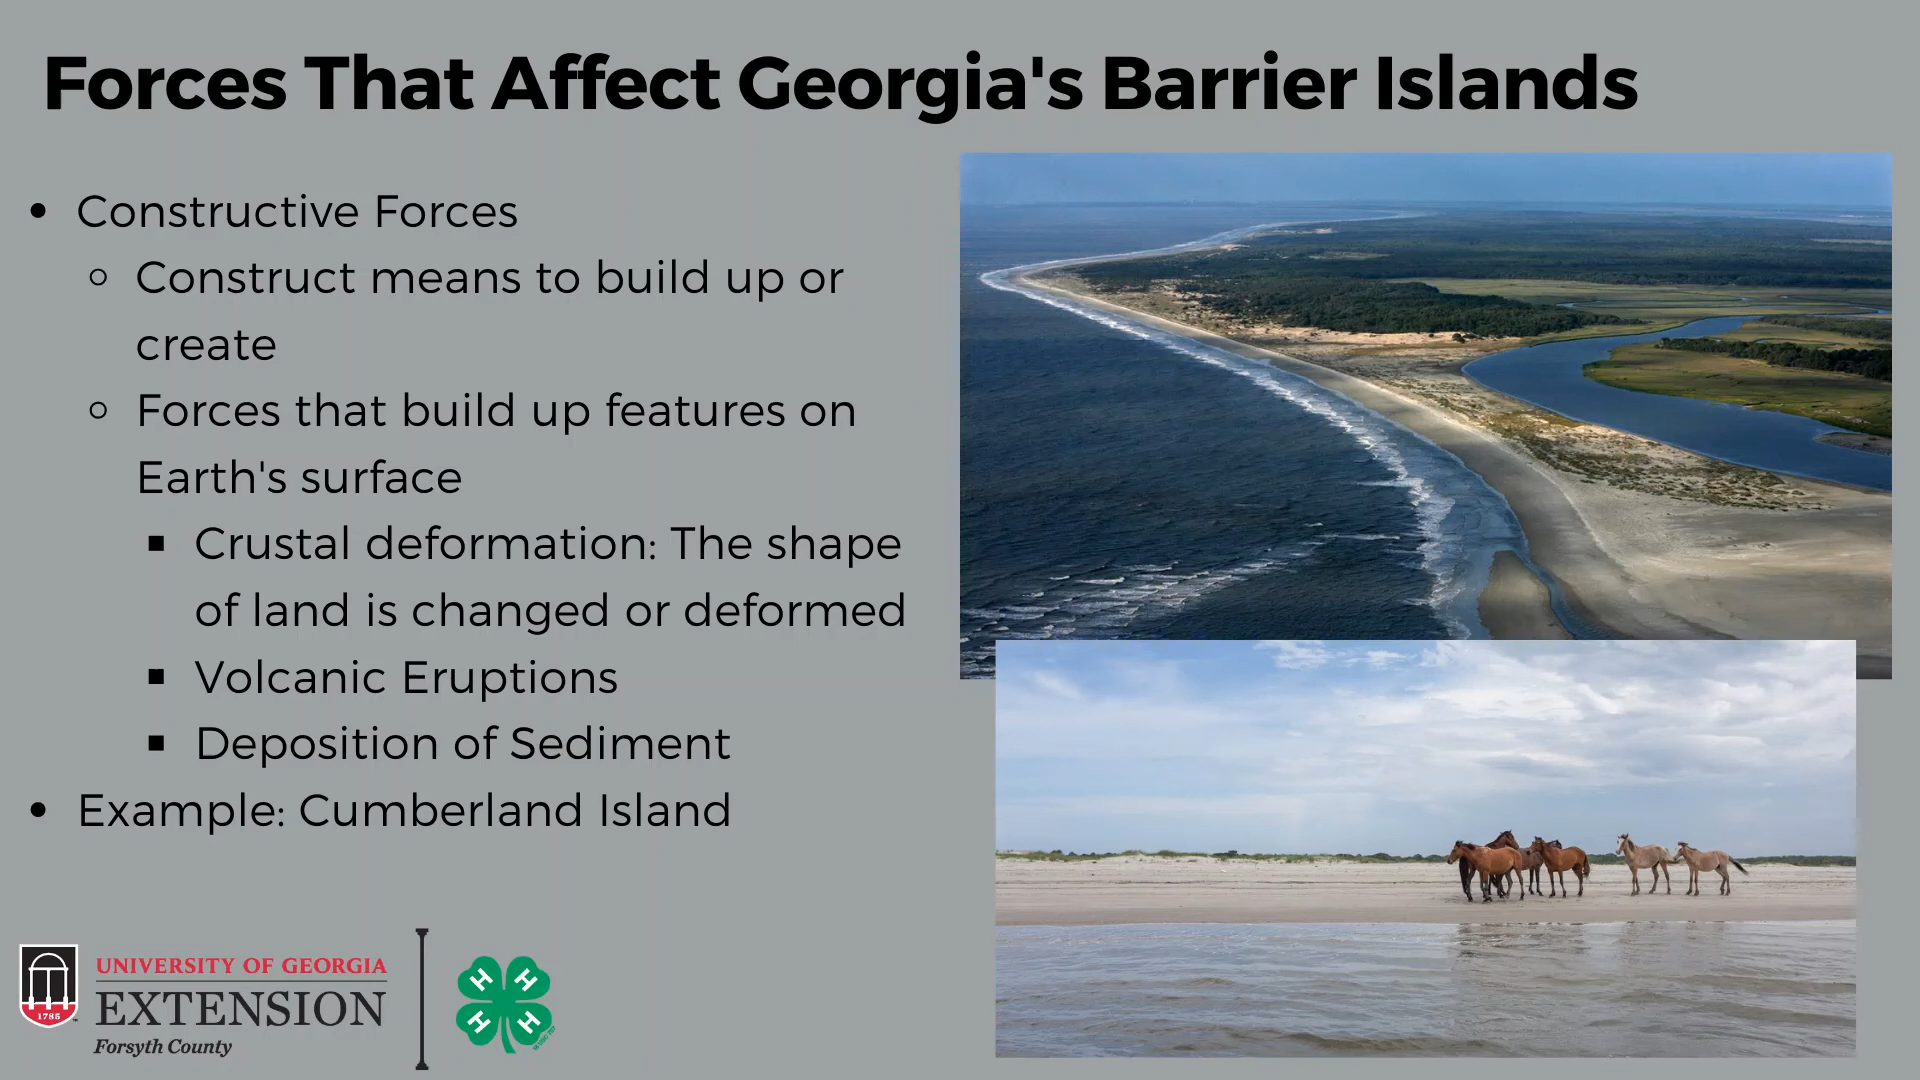 Forces That Affect Georgia's Barrier Islands
Constructive Forces
Construct means to build up or
create
Forces that build up features on
Earth's surface
Crustal deformation: The shape
of land is changed or deformed
Volcanic Eruptions
Deposition of Sediment
Example: Cumberland Island
1785
UNIVERSITY OF GEORGIA
EXTENSION
Forsyth County
H H
H H